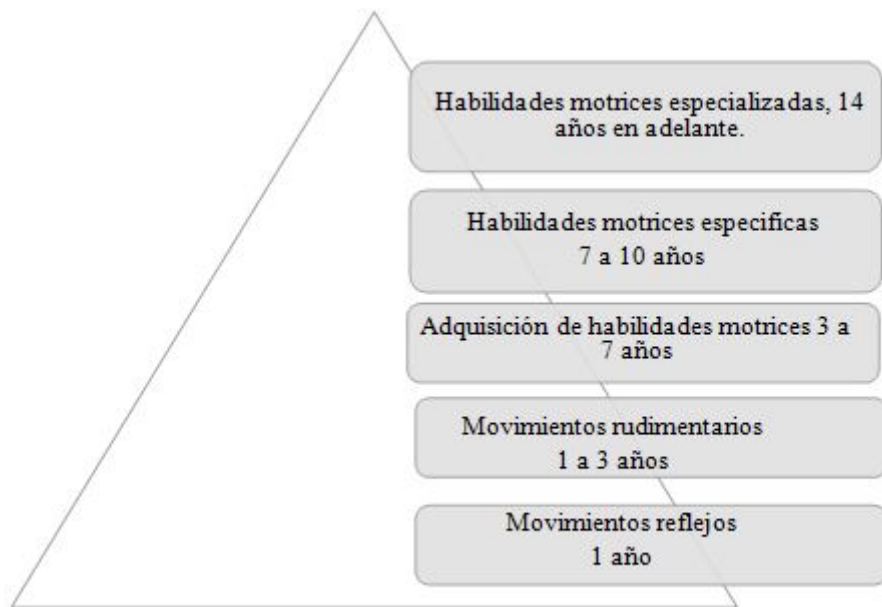 Habilidades motrices especializadas, 14
años en adelante.
Habilidades motrices especificas
7 a 10 años
Adquisición de habilidades motrices 3 a
7 años
Movimientos rudimentarios
1 a 3 años
Movimientos reflejos
1 año